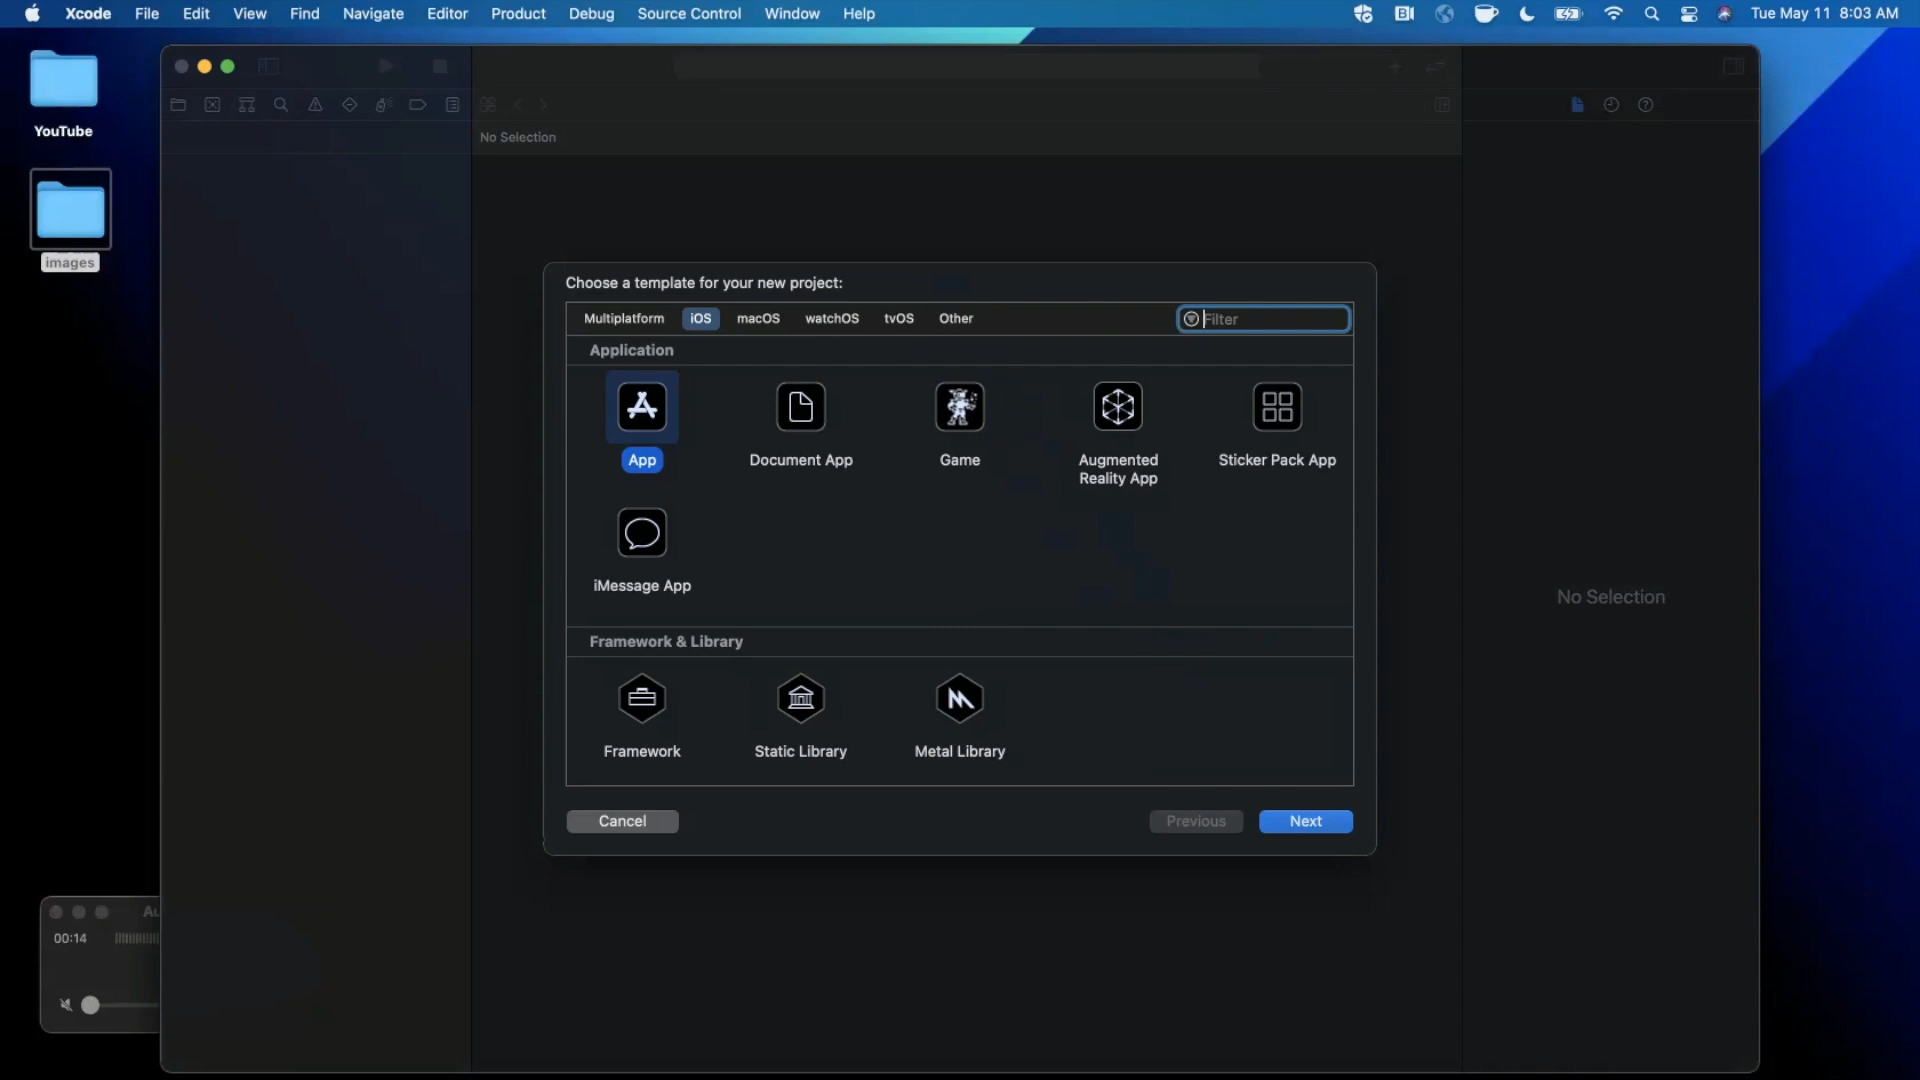 Xcode File Edit View Find Navigate Editor Product Debug Source Control Window Help Tue May 11 8:03 AM
YouTube
images
No Selection
Choose a template for your new project:
Multiplatform iOS macOS watchOS tvOS Other Filter
Application
App Document App Game Augmented Reality App Sticker Pack App
iMessage App
No Selection
Framework & Library
Framework Static Library Metal Library
Cancel Previous Next
00:14